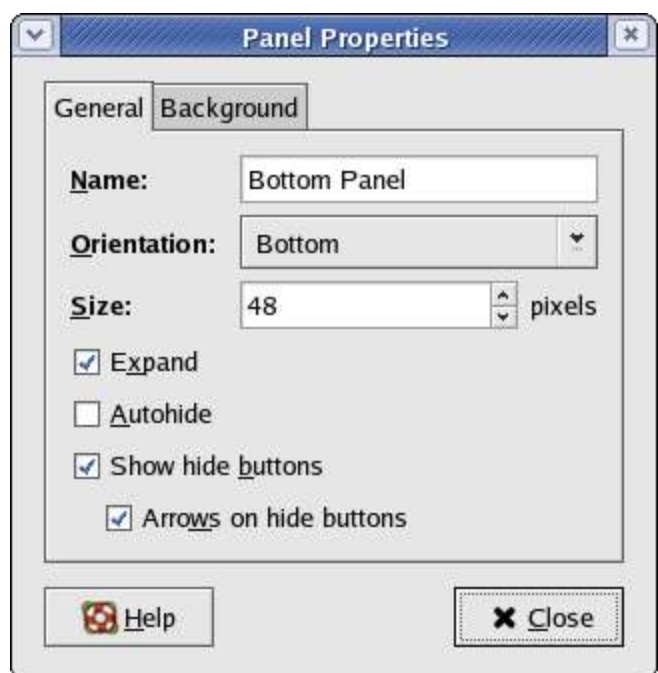 Panel Properties
General Background
Name: Bottom Panel
Orientation: Bottom
Size: 48 pixels
Expand
Autohide
Show hide buttons
Arrows on hide buttons
Help Close